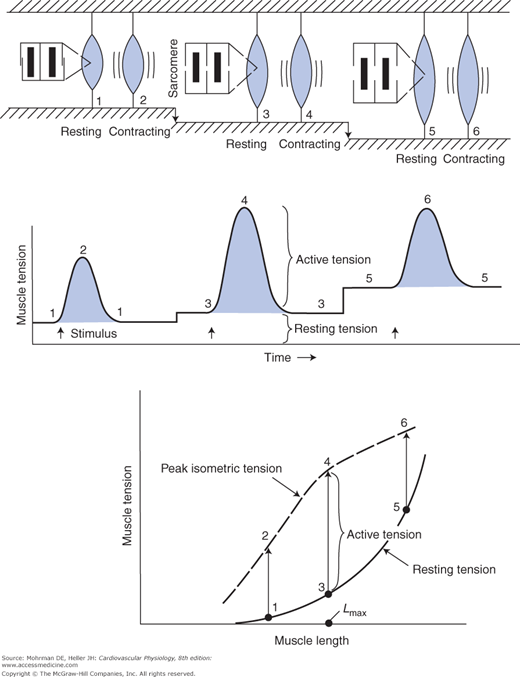 Sarcomere
1
2
3
4
5
6
Resting Contracting
Resting Contracting
Resting Contracting
Muscle tension
1
2
1
Stimulus
3
4
3
Active tension
Resting tension
5
6
5
Time
Muscle tension
Peak isometric tension
2
1
4
3
Active tension
6
5
Resting tension
Lmax
Muscle length
Source: Mohrman DE, Heller JH: Cardiovascular Physiology, 8th edition:
www.accessmedicine.com
Copyright © The McGraw-Hill Companies, Inc. All rights reserved.